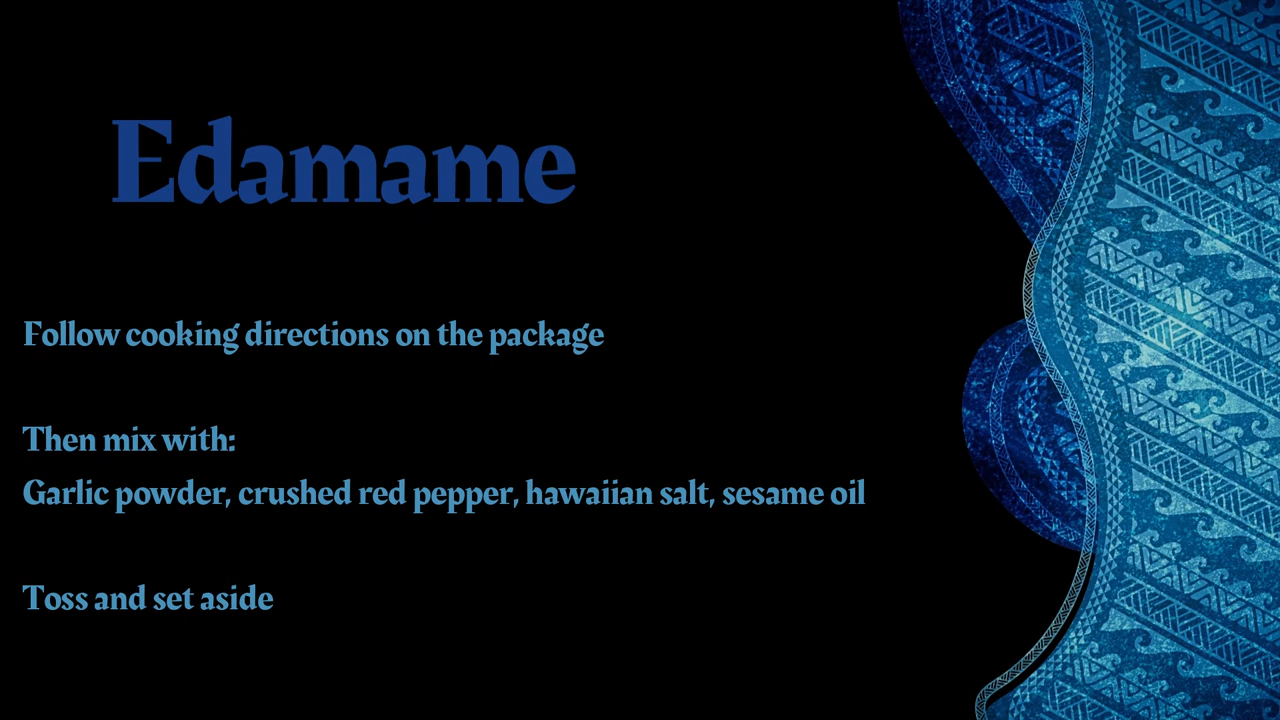 Edamame
Follow cooking directions on the package
Then mix with:
Garlic powder, crushed red pepper, hawaiian salt, sesame oil
Toss and set aside